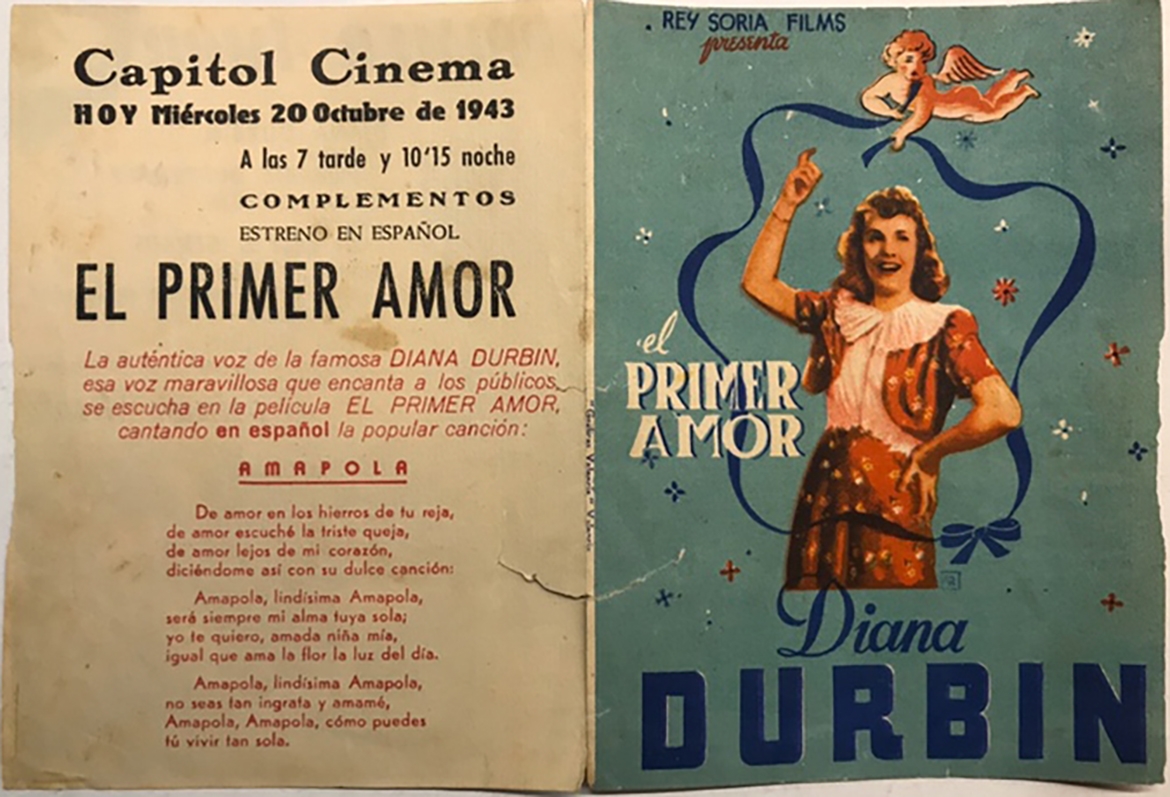 Capitol Cinema
HOY Miércoles 20 Octubre de 1943
A las 7 tarde y 10'15 noche
COMPLEMENTOS
ESTRENO EN ESPAÑOL
EL PRIMER AMOR
La auténtica voz de la famosa DIANA DURBIN,
esa voz maravillosa que encanta a los públicos,
se escucha en la película EL PRIMER AMOR,
cantando en español la popular canción:
AMAPOLA
De amor en los hierros de tu reja,
de amor escuché la triste queja,
de amor lejos de mi corazón,
diciéndome así con su dulce canción:
Amapola, lindísima Amapola,
será siempre mi alma tuya sola;
yo te quiero, amada niña mía,
igual que ama la flor la luz del día.
Amapola, lindísima Amapola,
no seas tan ingrata y amamé,
Amapola, Amapola, cómo puedes
tú vivir tan sola.
REY SORIA FILMS
presenta
el
PRIMER
AMOR
Diana
DURBIN